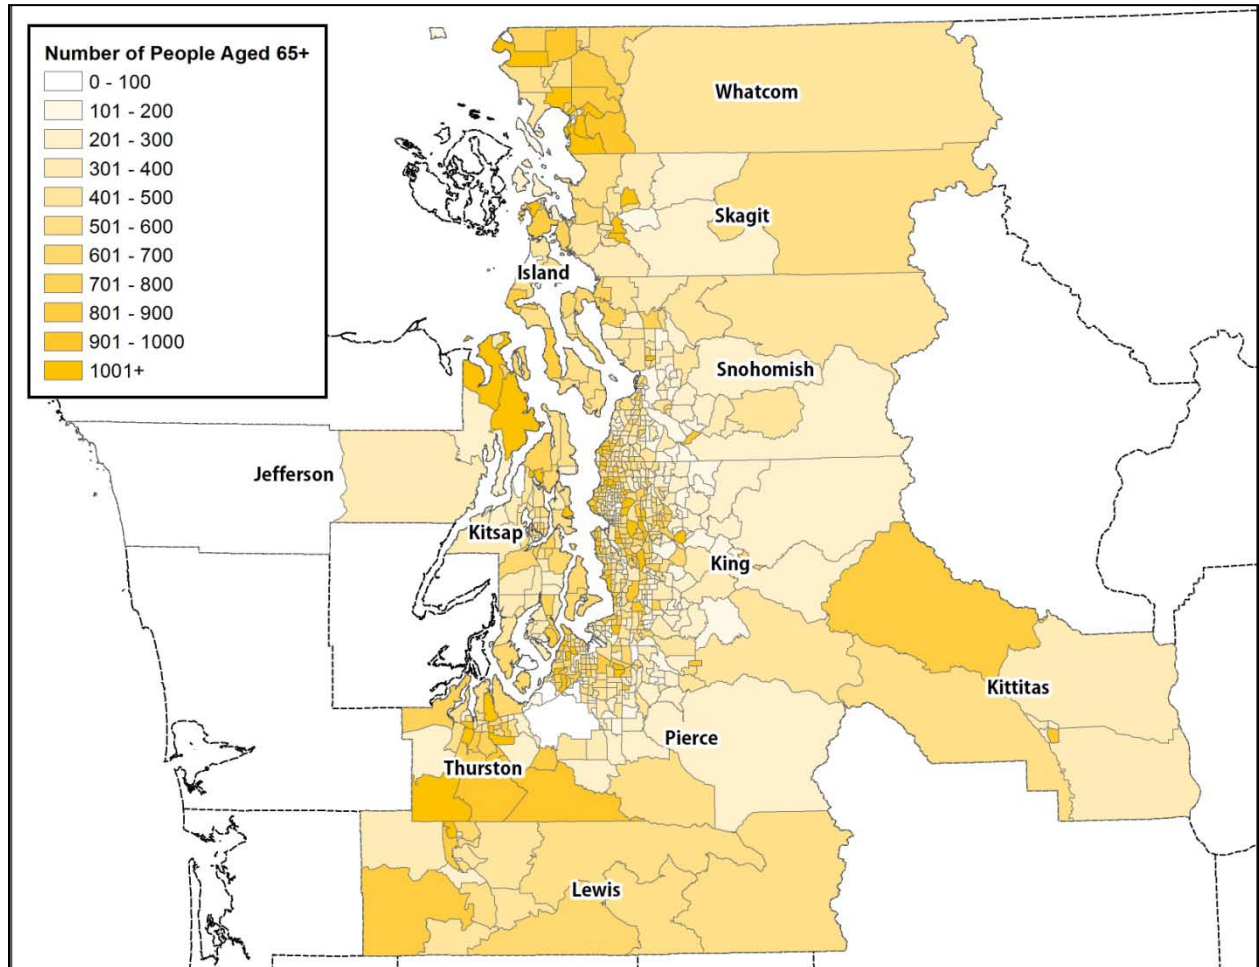 Number of People Aged 65+
0 - 100
101 - 200
201 - 300
301 - 400
401 - 500
501 - 600
601 - 700
701 - 800
801 - 900
901 - 1000
1001+
Whatcom
Skagit
Island
Snohomish
Jefferson
Kitsap
King
Kittitas
Pierce
Thurston
Lewis